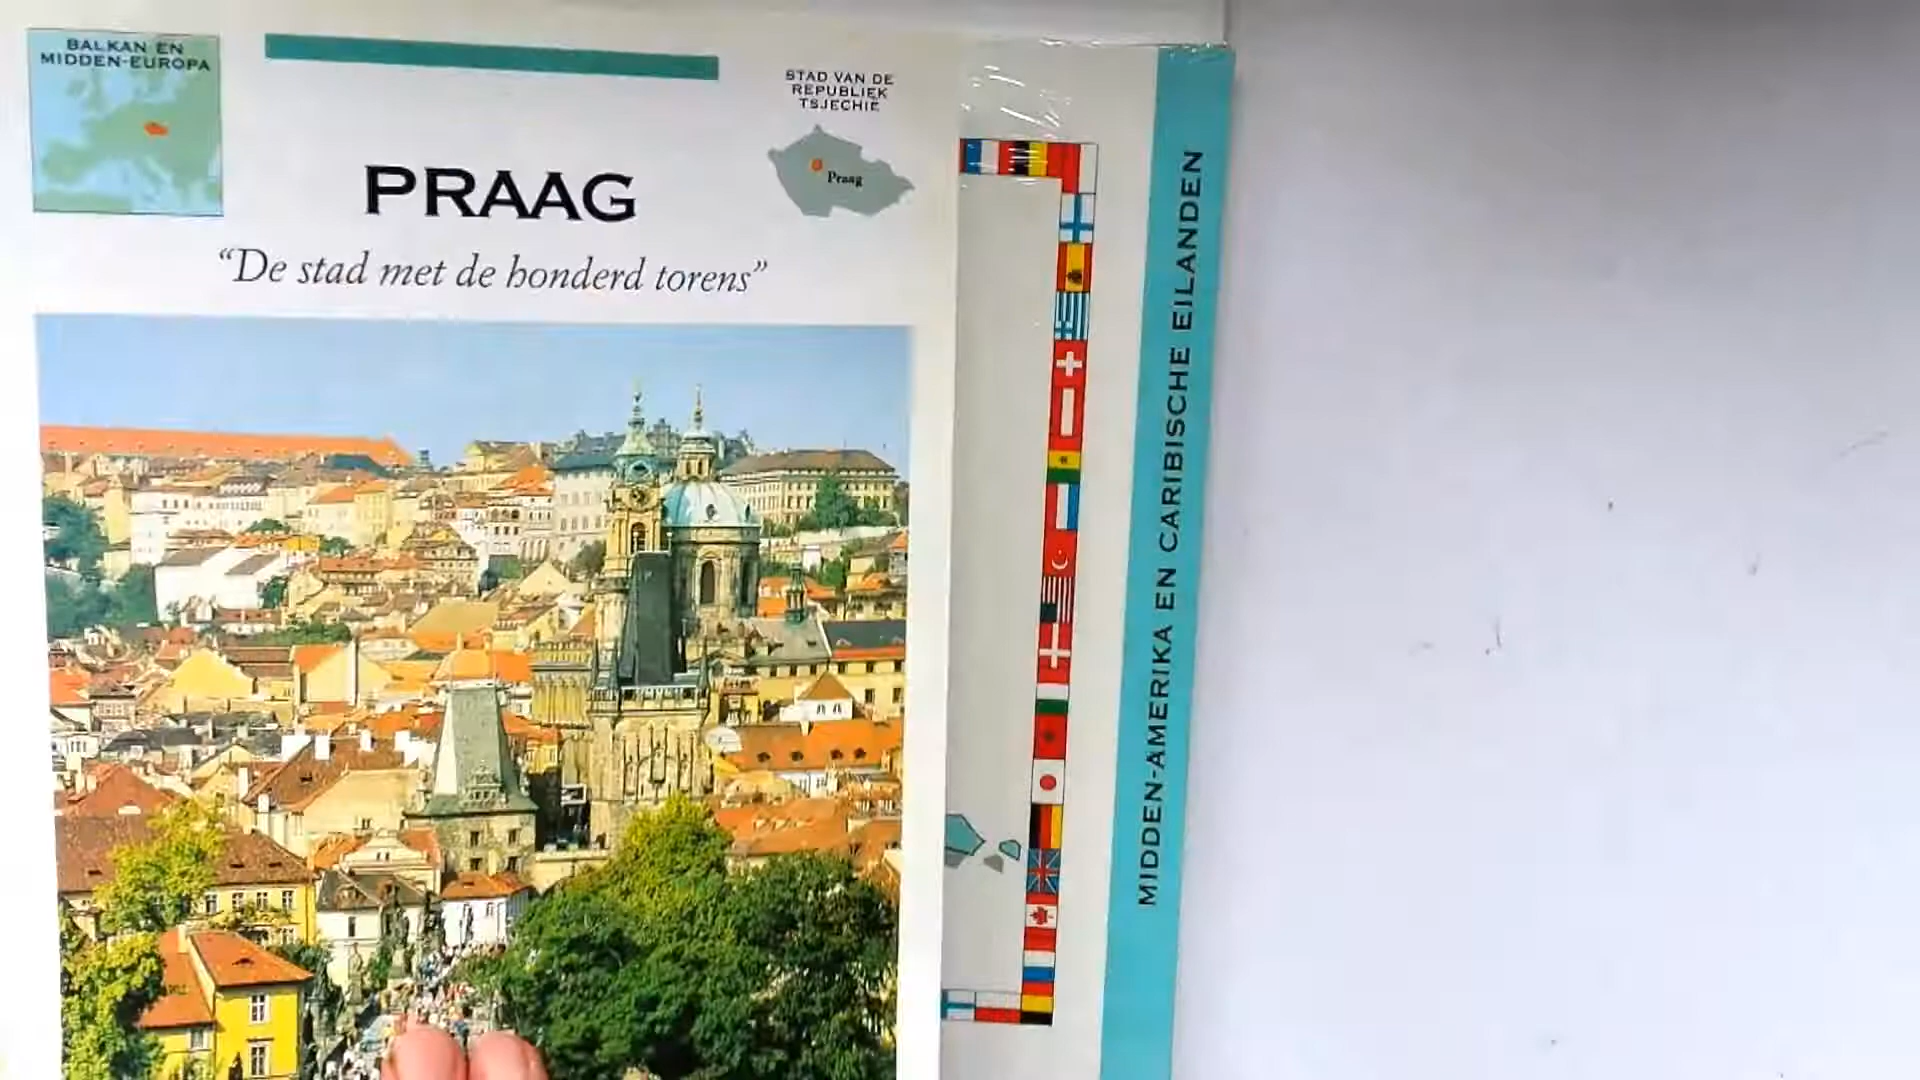 BALKAN EN
MIDDEN-EUROPA
STAD VAN DE
REPUBLIEK
TSJECHIË
Praag
PRAAG
“De stad met de honderd torens”
MIDDEN-AMERIKA EN CARIBISCHE EILANDEN